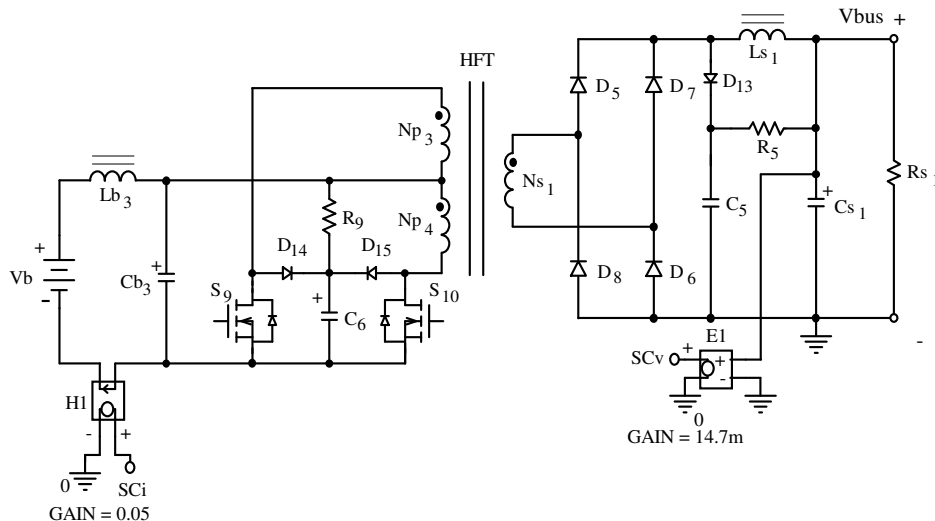 Vbus +
Ls1
HFT
D5
D7
D13
Np3
R5
Ns1
Rs1
Lb3
R9
Np4
C5
+
Cs1
D14
D15
+
Vb
-
+
Cb3
S9
+
C6
S10
D8
D6
E1
-
SCv
+
+
-
H1
0
GAIN = 14.7m
-
+
0
SCi
GAIN = 0.05